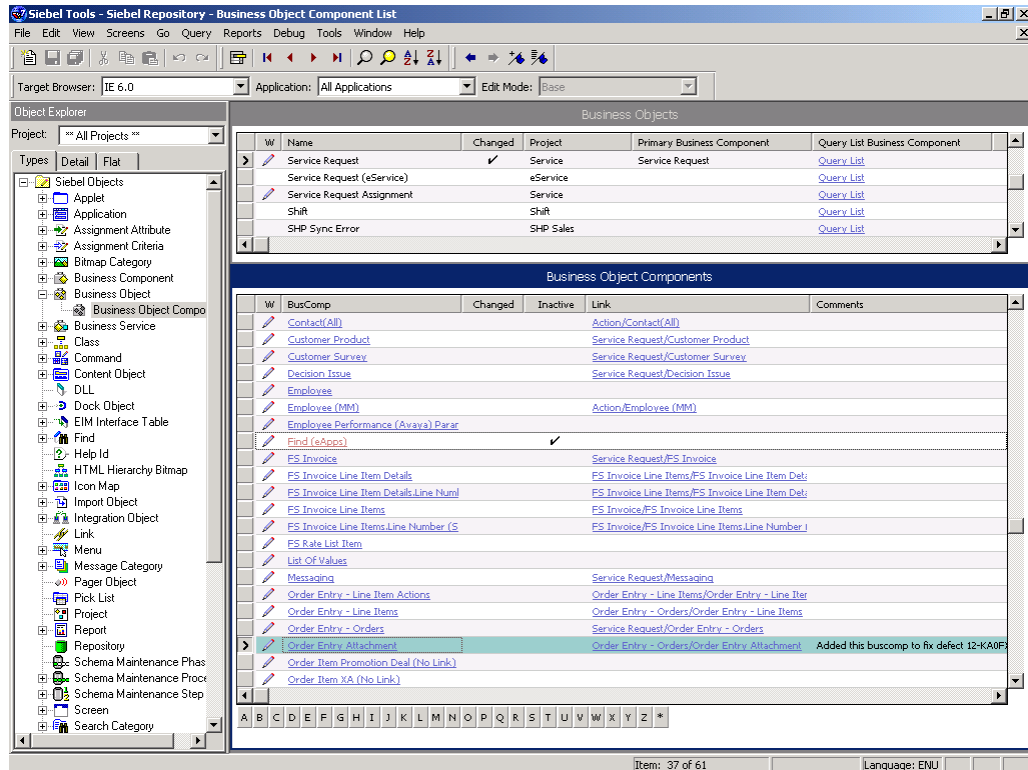 Siebel Tools - Siebel Repository - Business Object Component List
File Edit View Screens Go Query Reports Debug Tools Window Help
Target Browser: IE 6.0 Application: All Applications Edit Mode: Base
Object Explorer
Project: ** All Projects **
Types Detail Flat
Siebel Objects
Applet
Application
Assignment Attribute
Assignment Criteria
Bitmap Category
Business Component
Business Object
Business Object Compo
Business Service
Class
Command
Content Object
DLL
Dock Object
EIM Interface Table
Find
Help Id
HTML Hierarchy Bitmap
Icon Map
Import Object
Integration Object
Link
Menu
Message Category
Pager Object
Pick List
Project
Report
Repository
Schema Maintenance Phas
Schema Maintenance Proce
Schema Maintenance Step
Screen
Search Category
Business Objects
W Name Changed Project Primary Business Component Query List Business Component
Service Request Service Service Request Query List
Service Request (eService) eService Query List
Service Request Assignment Service Query List
Shift Shift Query List
SHP Sync Error SHP Sales Query List
Business Object Components
W BusComp Changed Inactive Link Comments
Contact(All) Action/Contact(All)
Customer Product Service Request/Customer Product
Customer Survey Service Request/Customer Survey
Decision Issue Service Request/Decision Issue
Employee
Employee (MM) Action/Employee (MM)
Employee Performance (Avaya) Parar
Find (eApps)
FS Invoice Service Request/FS Invoice
FS Invoice Line Item Details FS Invoice Line Items/FS Invoice Line Item Deta
FS Invoice Line Item Details.Line Numl FS Invoice Line Items/FS Invoice Line Item Deta
FS Invoice Line Items FS Invoice/FS Invoice Line Items
FS Invoice Line Items.Line Number (S FS Invoice/FS Invoice Line Items.Line Number (
FS Rate List Item
List Of Values
Messaging Service Request/Messaging
Order Entry - Line Item Actions Order Entry - Line Items/Order Entry - Line Iter
Order Entry - Line Items Order Entry - Orders/Order Entry - Line Items
Order Entry - Orders Service Request/Order Entry - Orders
Order Entry Attachment Order Entry - Orders/Order Entry Attachment Added this buscomp to fix defect 12-KA0F
Order Item Promotion Deal (No Link)
Order Item XA (No Link)
A B C D E F G H I J K L M N O P Q R S T U V W X Y Z *
Item: 37 of 61 Language: ENU